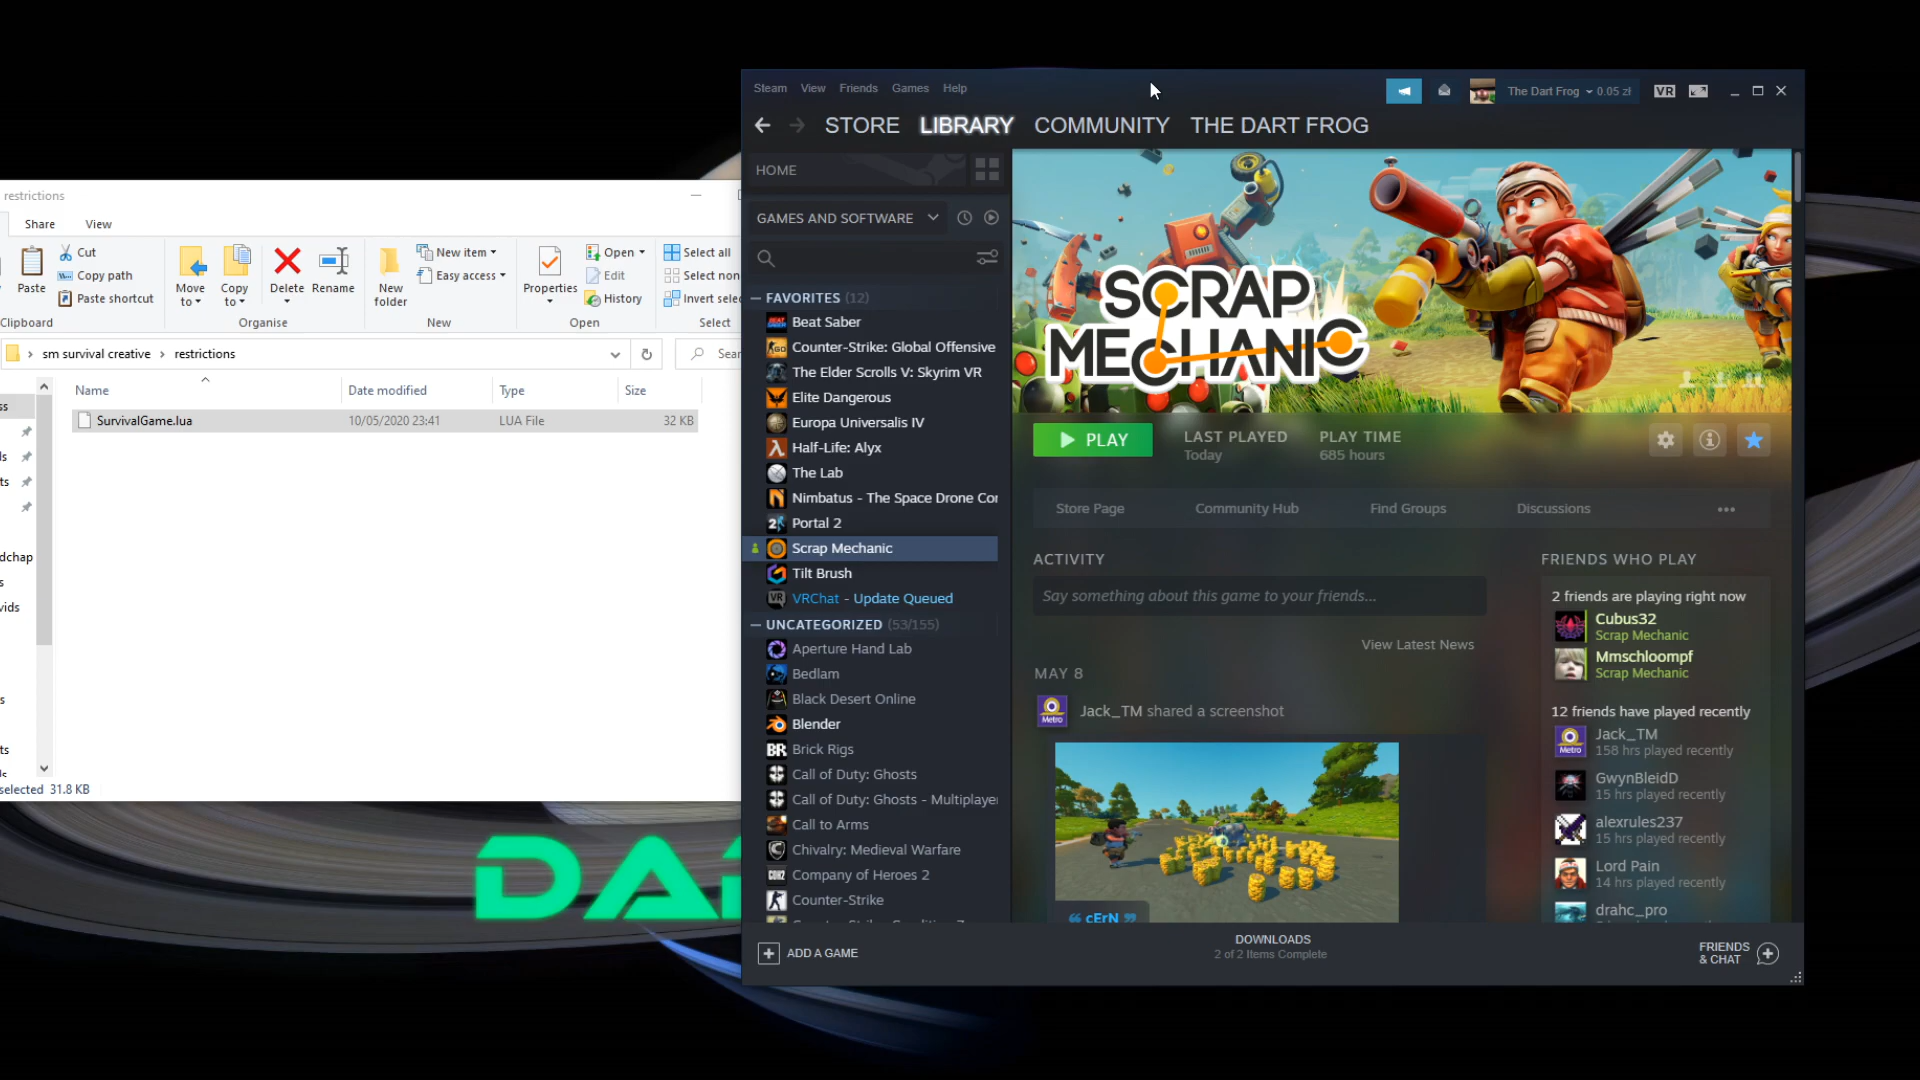 restrictions
Share
View
Paste
Cut
Copy path
Paste shortcut
Clipboard
Move to
Copy to
Delete
Rename
Organise
New folder
New item
Easy access
New
Properties
Open
Edit
History
Open
Select all
Select non
Invert selec
Select
sm survival creative > restrictions
Sear
Name
Date modified
Type
Size
SurvivalGame.lua
10/05/2020 23:41
LUA File
32 KB
ss
ls
ts
dchap
s
vids
s
ts
selected 31.8 KB
Steam
View
Friends
Games
Help
The Dart Frog
0.05 zł
VR
STORE
LIBRARY
COMMUNITY
THE DART FROG
HOME
GAMES AND SOFTWARE
— FAVORITES (12)
Beat Saber
Counter-Strike: Global Offensive
The Elder Scrolls V: Skyrim VR
Elite Dangerous
Europa Universalis IV
Half-Life: Alyx
The Lab
Nimbatus - The Space Drone Con
Portal 2
Scrap Mechanic
Tilt Brush
VRChat - Update Queued
— UNCATEGORIZED (53/155)
Aperture Hand Lab
Bedlam
Black Desert Online
Blender
Brick Rigs
Call of Duty: Ghosts
Call of Duty: Ghosts - Multiplayer
Call to Arms
Chivalry: Medieval Warfare
Company of Heroes 2
Counter-Strike
ADD A GAME
SCRAP
MECHANIC
PLAY
LAST PLAYED
Today
PLAY TIME
685 hours
Store Page
Community Hub
Find Groups
Discussions
ACTIVITY
Say something about this game to your friends...
View Latest News
MAY 8
Metro
Jack_TM shared a screenshot
“ cErN ”
FRIENDS WHO PLAY
2 friends are playing right now
Cubus32
Scrap Mechanic
Mmschloompf
Scrap Mechanic
12 friends have played recently
Metro
Jack_TM
158 hrs played recently
GwynBleidD
15 hrs played recently
alexrules237
15 hrs played recently
Lord Pain
14 hrs played recently
drahc_pro
DOWNLOADS
2 of 2 Items Complete
FRIENDS
& CHAT
DA